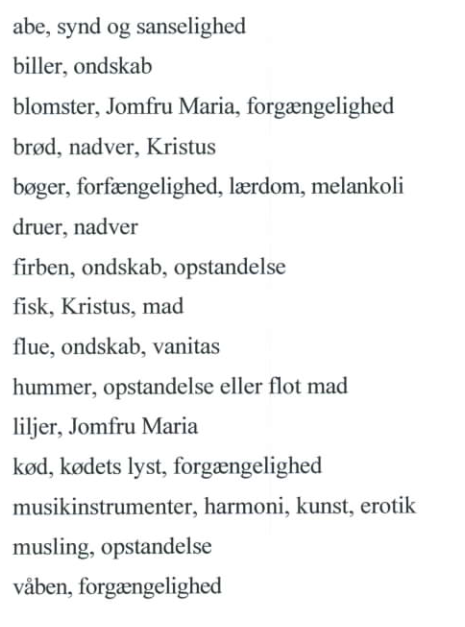 abe, synd og sanselighed
biller, ondskab
blomster, Jomfru Maria, forgængelighed
brød, nadver, Kristus
bøger, forfængelighed, lærdom, melankoli
druer, nadver
firben, ondskab, opstandelse
fisk, Kristus, mad
flue, ondskab, vanitas
hummer, opstandelse eller flot mad
liljer, Jomfru Maria
kød, kødets lyst, forgængelighed
musikinstrumenter, harmoni, kunst, erotik
musling, opstandelse
våben, forgængelighed